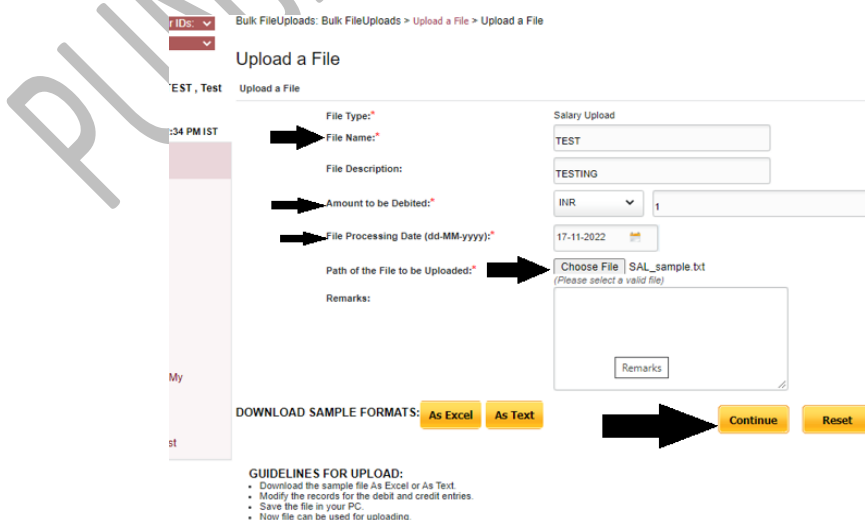 r IDs:
Bulk FileUploads: Bulk FileUploads > Upload a File > Upload a File
Upload a File
TEST , Test
Upload a File
:34 PM IST
File Type:*
Salary Upload
File Name:*
TEST
File Description:
TESTING
Amount to be Debited:*
INR
1
File Processing Date (dd-MM-yyyy):*
17-11-2022
Path of the File to be Uploaded:*
Choose File SAL_sample.txt
(Please select a valid file)
Remarks:
Remarks
My
DOWNLOAD SAMPLE FORMATS: As Excel As Text
Continue Reset
st
GUIDELINES FOR UPLOAD:
• Download the sample file As Excel or As Text.
• Modify the records for the debit and credit entries.
• Save the file in your PC.
• Now file can be used for uploading.
PUN